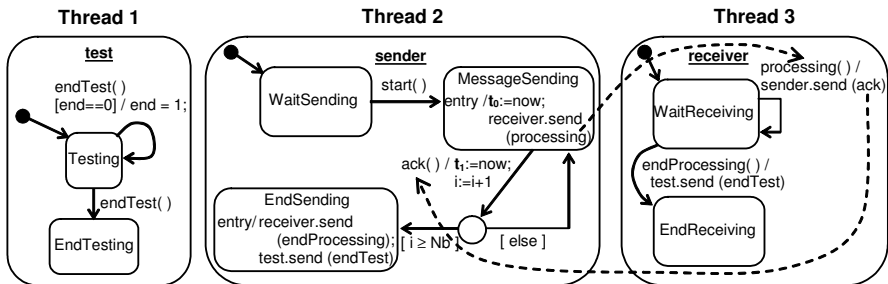 Thread 1
Thread 2
Thread 3
test
endTest( )
[end==0] / end = 1;
Testing
endTest( )
EndTesting
sender
WaitSending
start( )
MessageSending
entry / t0:=now;
receiver.send
(processing)
ack( ) / t1:=now;
i:=i+1
EndSending
entry/ receiver.send
(endProcessing);
test.send (endTest)
[ i ≥ Nb ]
[ else ]
receiver
processing( ) /
sender.send (ack)
WaitReceiving
endProcessing( ) /
test.send (endTest)
EndReceiving